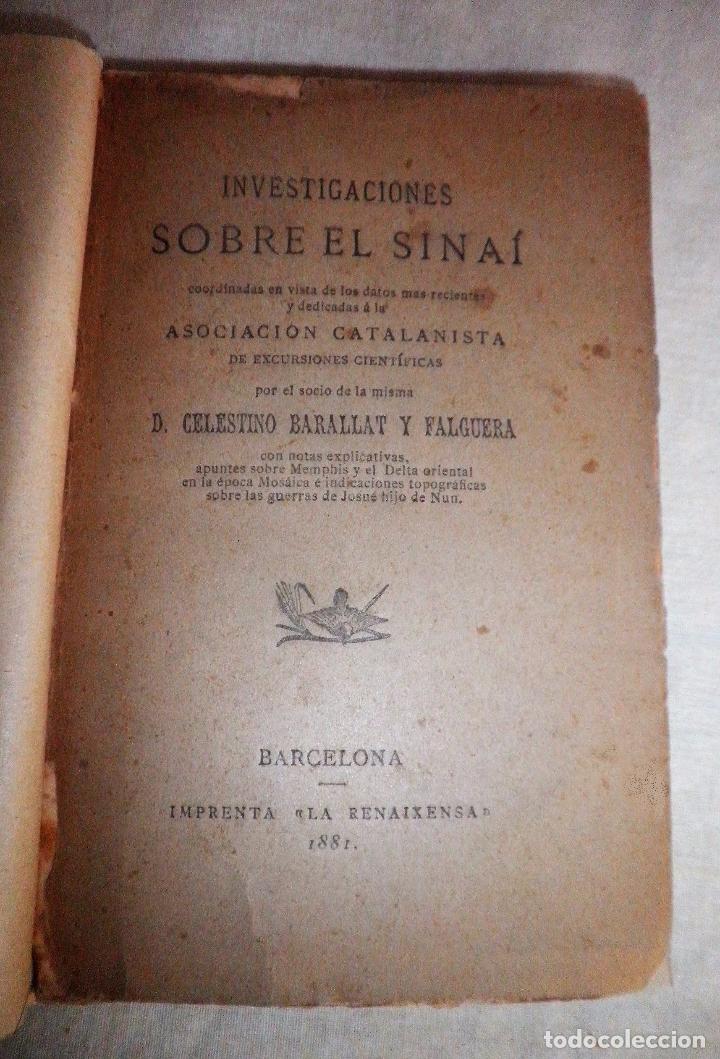 INVESTIGACIONES
SOBRE EL SINAÍ
coordinadas en vista de los datos mas recientes
y dedicadas á la
ASOCIACION CATALANISTA
DE EXCURSIONES CIENTÍFICAS
por el socio de la misma
D. CELESTINO BARALLAT Y FALGUERA
con notas explicativas,
apuntes sobre Memphis y el Delta oriental
en la época Mosáica é indicaciones topográficas
sobre las guerras de Josué hijo de Nun.
BARCELONA
IMPRENTA «LA RENAIXENSA»
1881.
todocoleccion